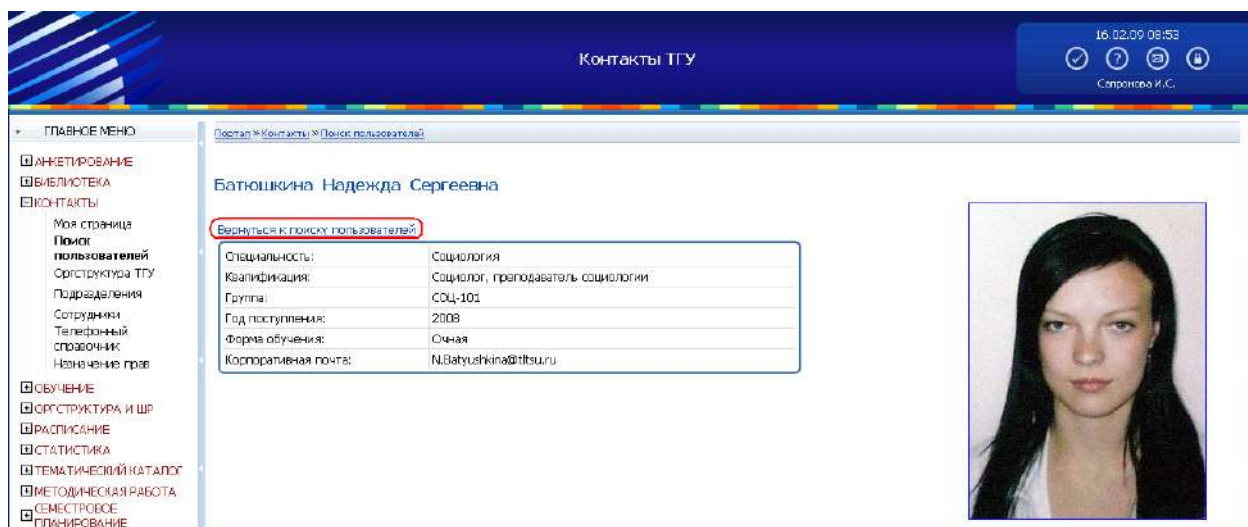 16.02.09 08:53
Контакты ТГУ
Сапронова И.С.
ГЛАВНОЕ МЕНЮ
Портал » Контакты » Поиск пользователей
АНКЕТИРОВАНИЕ
БИБЛИОТЕКА
КОНТАКТЫ
Моя страница
Поиск
пользователей
Оргструктура ТГУ
Подразделения
Сотрудники
Телефонный
справочник
Назначение прав
ОБУЧЕНИЕ
ОРГСТРУКТУРА И ШР
РАСПИСАНИЕ
СТАТИСТИКА
ТЕМАТИЧЕСКИЙ КАТАЛОГ
МЕТОДИЧЕСКАЯ РАБОТА
СЕМЕСТРОВОЕ
ПЛАНИРОВАНИЕ
Батюшкина Надежда Сергеевна
Вернуться к поиску пользователей
Специальность: Социология
Квалификация: Социолог, преподаватель социологии
Группа: СОЦ-101
Год поступления: 2008
Форма обучения: Очная
Корпоративная почта: N.Batyushkina@tltsu.ru